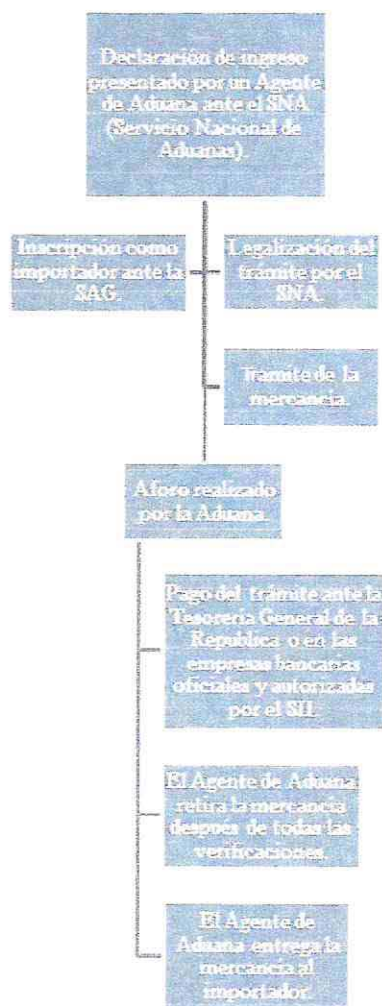 Declaración de ingreso
presentado por un Agente
de Aduana ante el SNA
(Servicio Nacional de
Aduanas).
Inscripción como
importador ante la
SAG.
Legalización del
trámite por el
SNA.
Tramite de la
mercancía.
Aforo realizado
por la Aduana.
Pago del trámite ante la
Tesorería General de la
Republica o en las
empresas bancarias
oficiales y autorizadas
por el SII.
El Agente de Aduana
retira la mercancía
después de todas las
verificaciones.
El Agente de
Aduana entrega la
mercancía al
importador